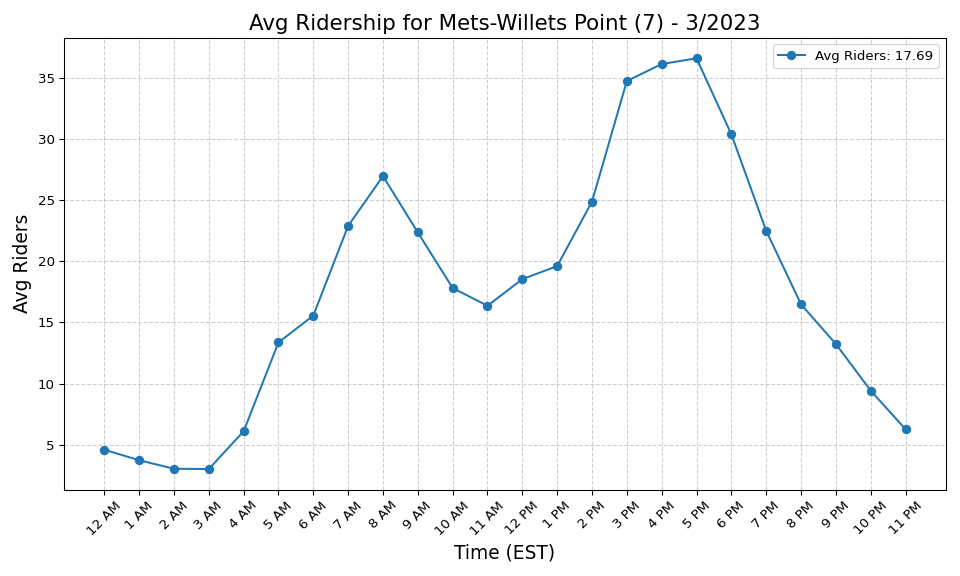 Avg Ridership for Mets-Willets Point (7) - 3/2023
Avg Riders: 17.69
Avg Riders
35
30
25
20
15
10
5
12 AM
1 AM
2 AM
3 AM
4 AM
5 AM
6 AM
7 AM
8 AM
9 AM
10 AM
11 AM
12 PM
1 PM
2 PM
3 PM
4 PM
5 PM
6 PM
7 PM
8 PM
9 PM
10 PM
11 PM
Time (EST)